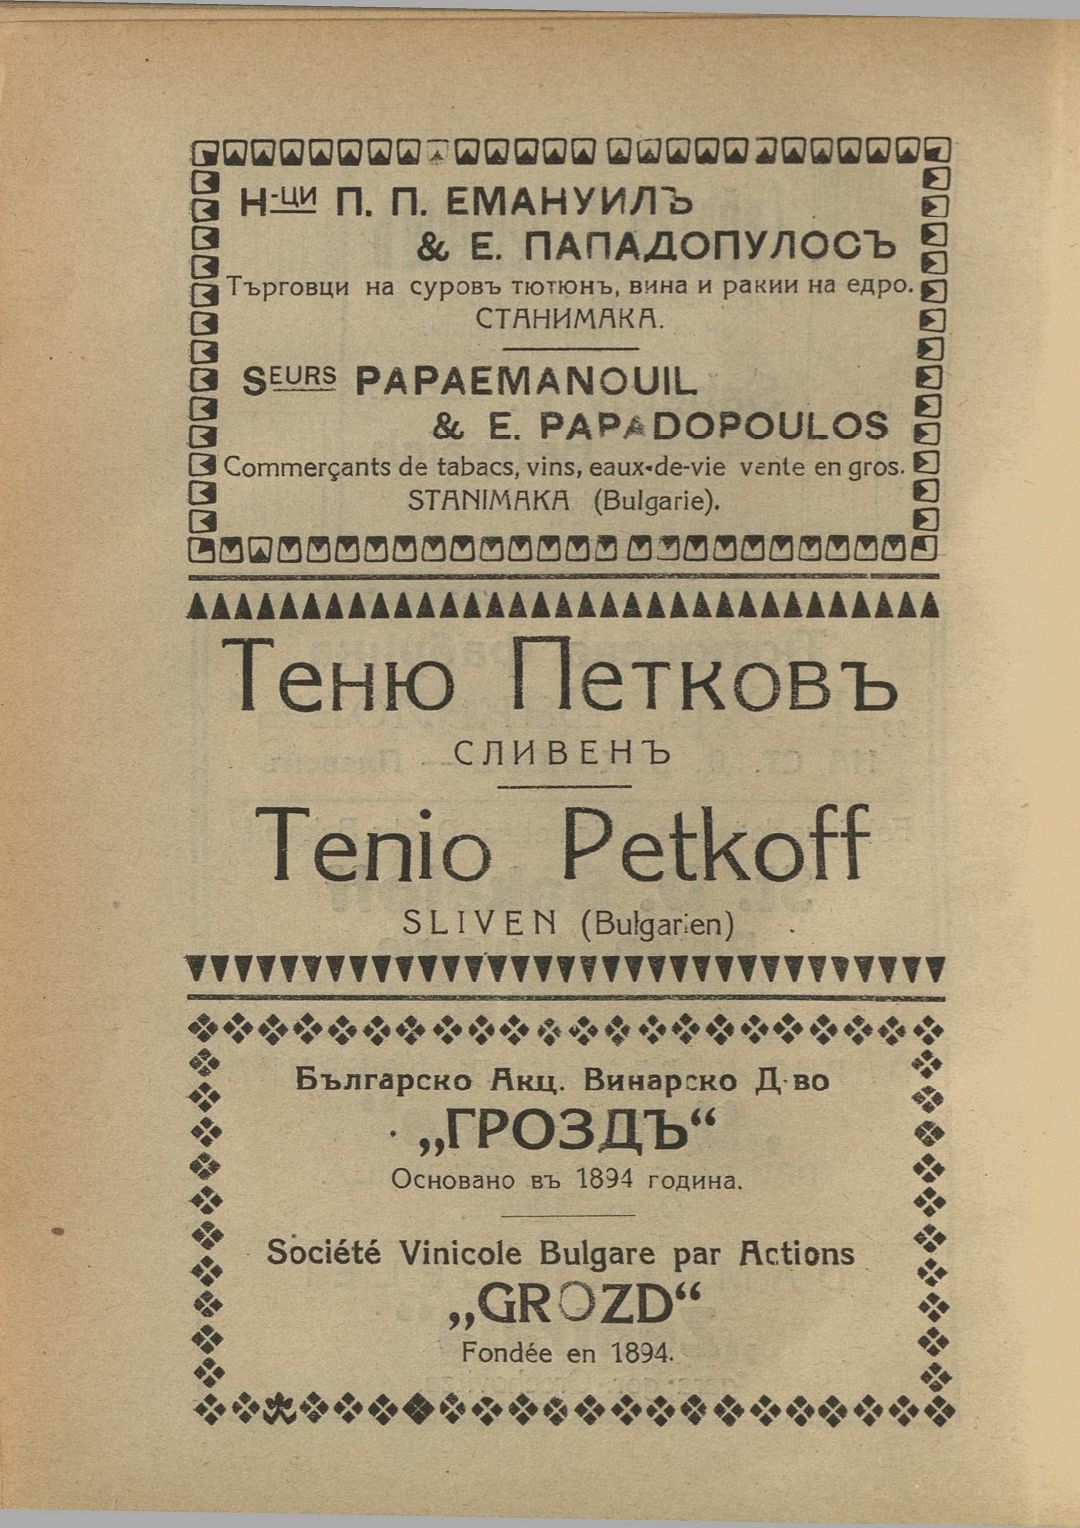 Н-ци П. П. ЕМАНУИЛЪ
& Е. ПАПАДОПУЛОСЪ
Търговци на суровъ тютюнъ, вина и ракии на едро.
СТАНИМАКА.
SEURS PAPAEMANOUIL
& E. PAPADOPOULOS
Commerçants de tabacs, vins, eaux-de-vie vente en gros.
STANIMAKA (Bulgarie).
Теню Петковъ
СЛИВЕНЪ
Tenio Petkoff
SLIVEN (Bulgarien)
Българско Акц. Винарско Д-во
„ГРОЗДЪ“
Основано въ 1894 година.
Société Vinicole Bulgare par Actions
„GROZD“
Fondée en 1894.